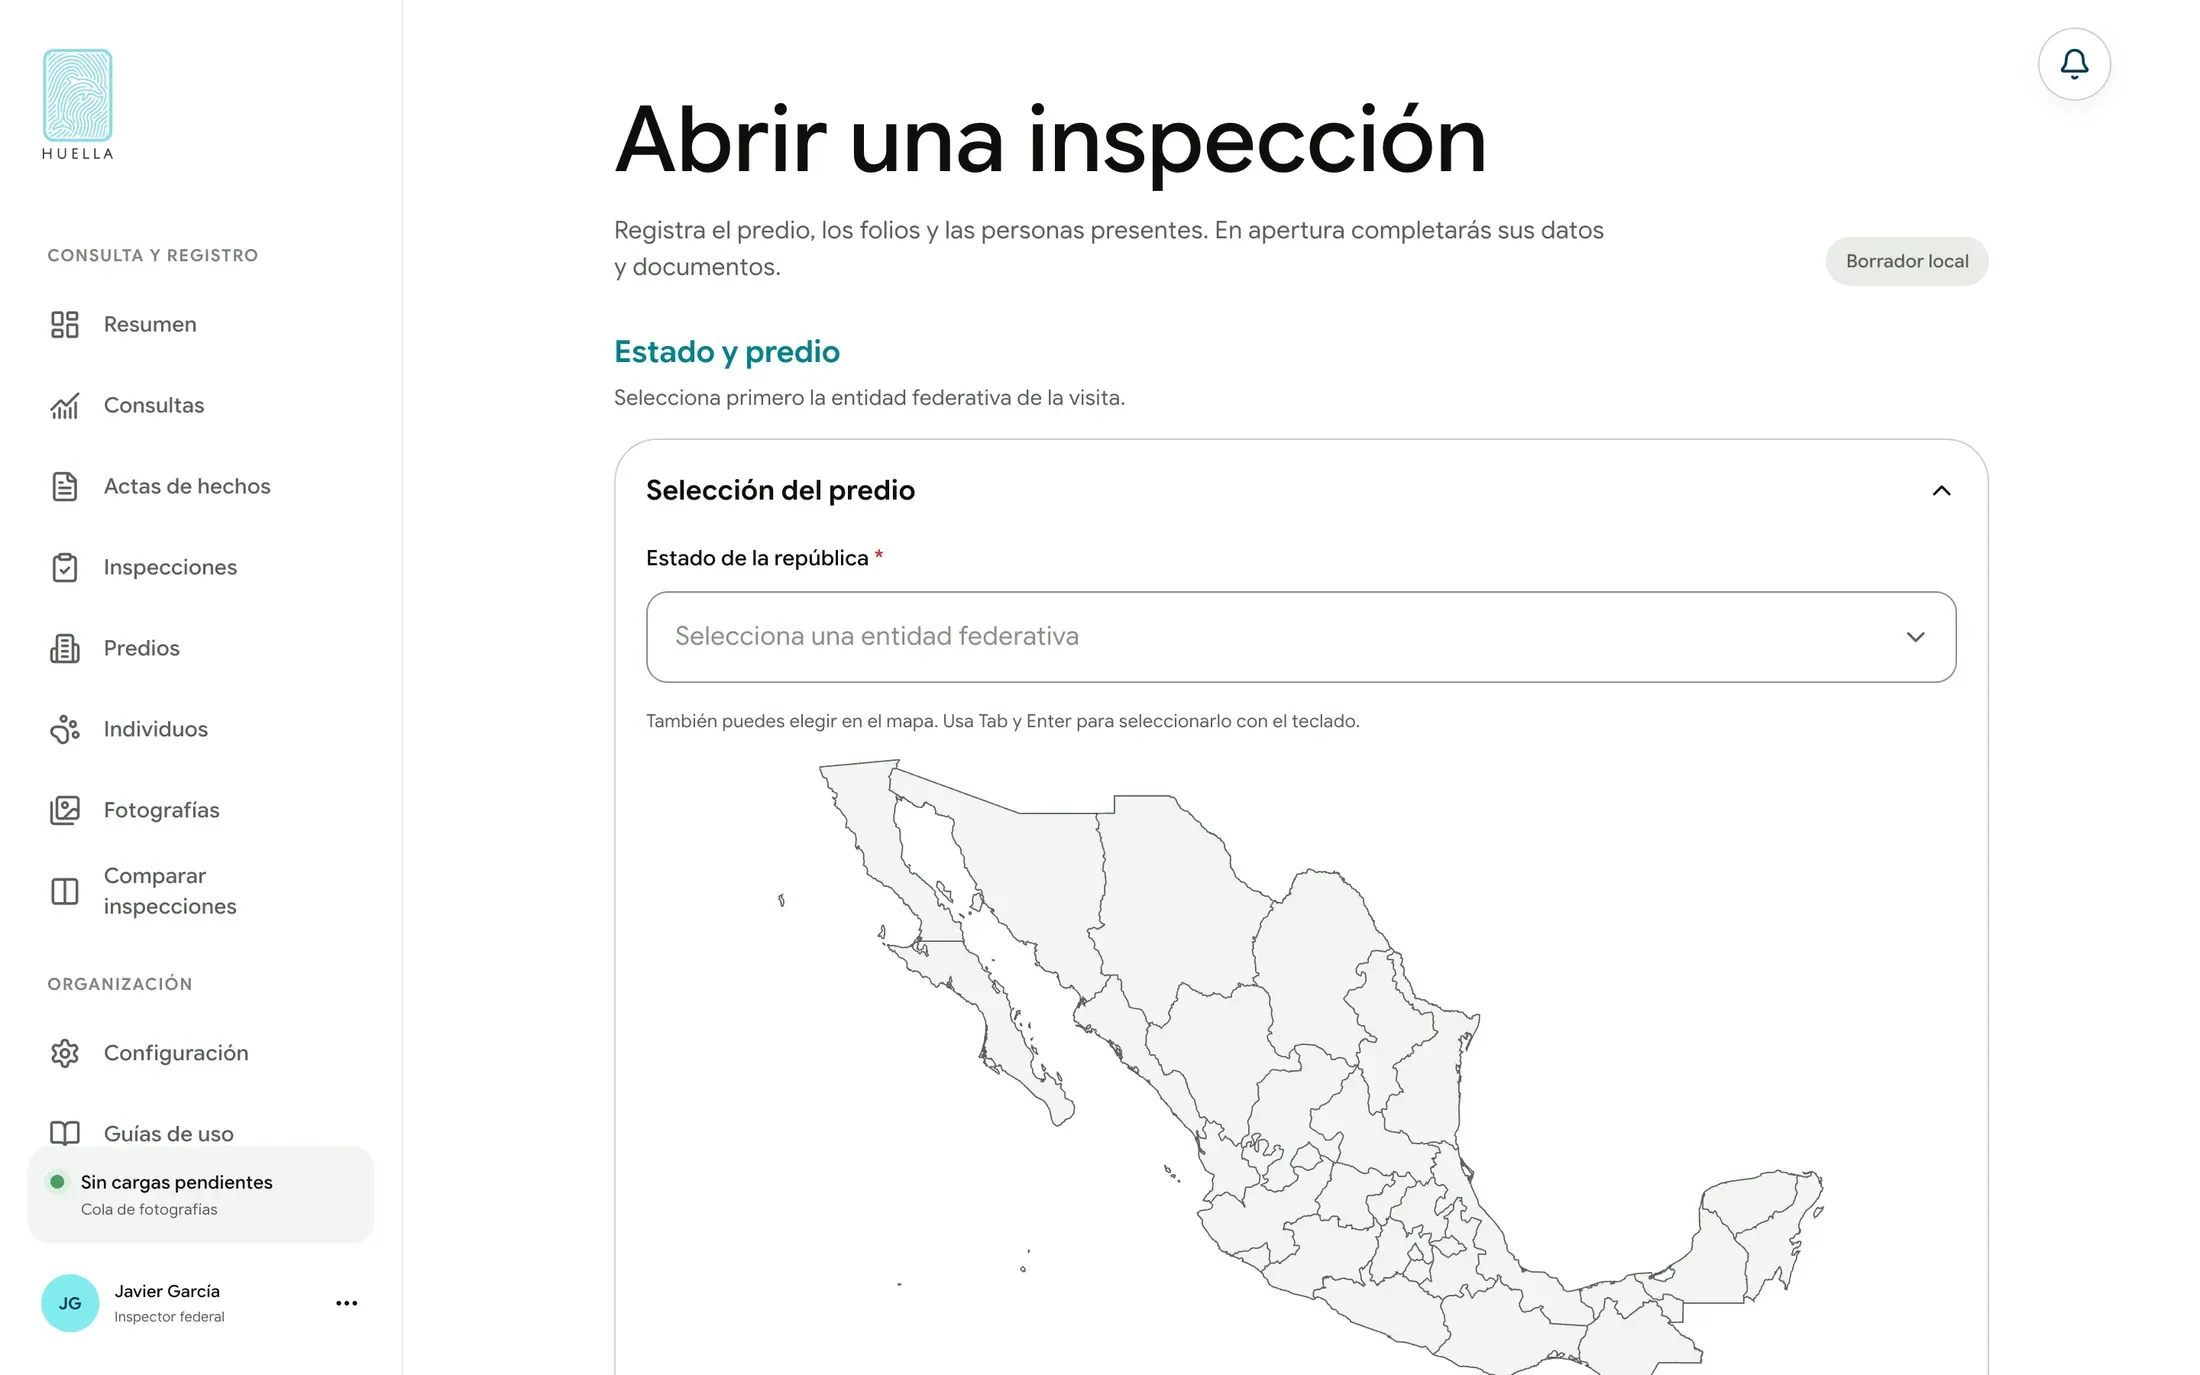 HUELLA
CONSULTA Y REGISTRO
Resumen
Consultas
Actas de hechos
Inspecciones
Predios
Individuos
Fotografías
Comparar
inspecciones
ORGANIZACIÓN
Configuración
Guías de uso
Sin cargas pendientes
Cola de fotografías
JG
Javier García
Inspector federal
Abrir una inspección
Registra el predio, los folios y las personas presentes. En apertura completarás sus datos
y documentos.
Borrador local
Estado y predio
Selecciona primero la entidad federativa de la visita.
Selección del predio
Estado de la república *
Selecciona una entidad federativa
También puedes elegir en el mapa. Usa Tab y Enter para seleccionarlo con el teclado.